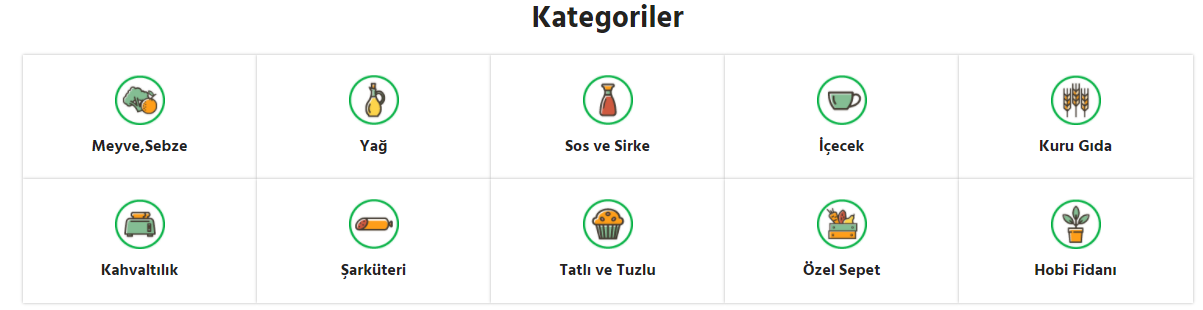 Kategoriler
Meyve,Sebze
Yağ
Sos ve Sirke
İçecek
Kuru Gıda
Kahvaltılık
Şarküteri
Tatlı ve Tuzlu
Özel Sepet
Hobi Fidanı